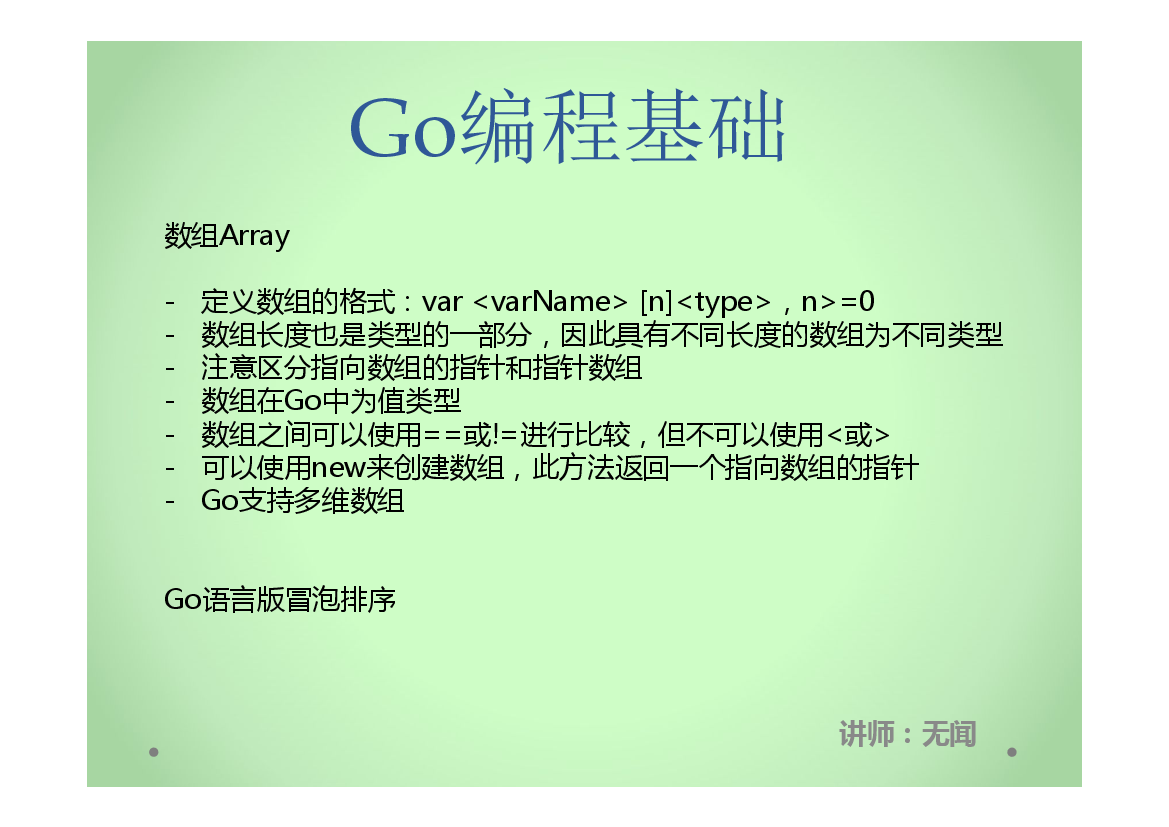 Go编程基础
数组Array
- 定义数组的格式：var <varName> [n]<type>，n>=0
- 数组长度也是类型的一部分，因此具有不同长度的数组为不同类型
- 注意区分指向数组的指针和指针数组
- 数组在Go中为值类型
- 数组之间可以使用==或!=进行比较，但不可以使用<或>
- 可以使用new来创建数组，此方法返回一个指向数组的指针
- Go支持多维数组
Go语言版冒泡排序
讲师：无闻